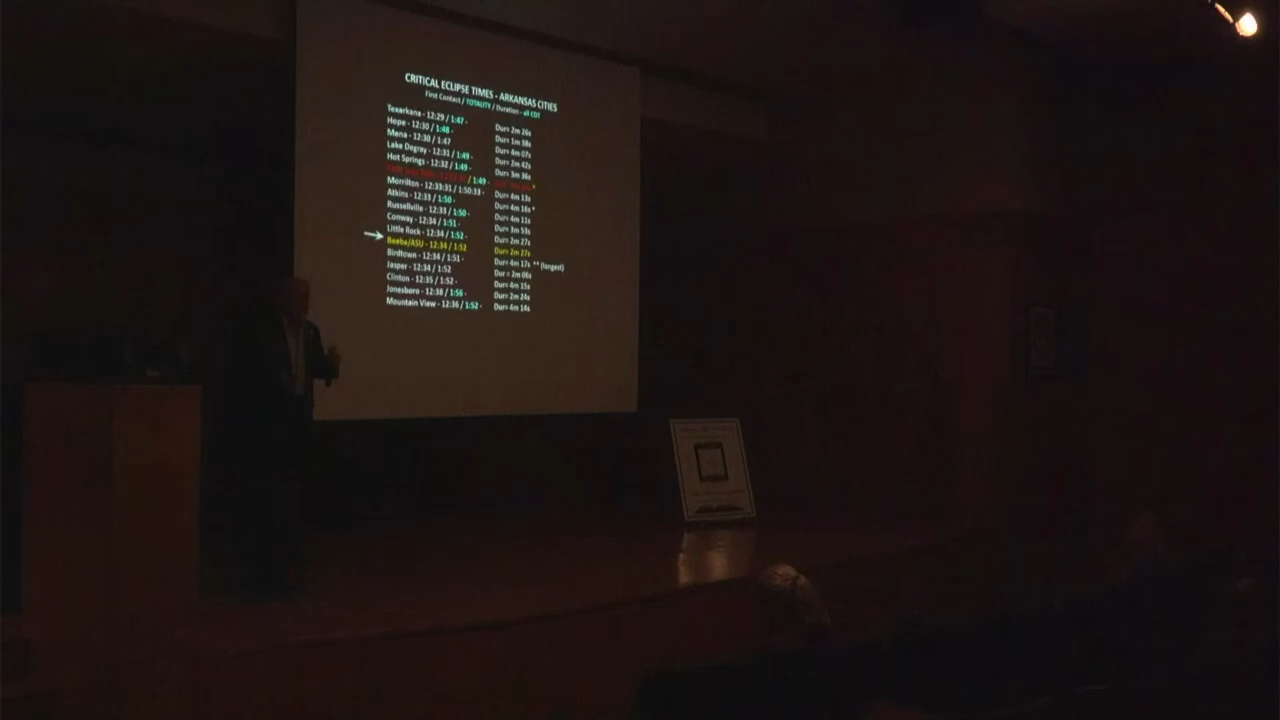 CRITICAL ECLIPSE TIMES - ARKANSAS CITIES
First Contact / TOTALITY / Duration - all CDT
Texarkana - 12:29 / 1:47 - Dur= 2m 26s
Hope - 12:30 / 1:48 - Dur= 1m 38s
Mena - 12:30 / 1:47 Dur= 4m 07s
Lake Degray - 12:31 / 1:49 - Dur= 2m 42s
Hot Springs - 12:32 / 1:49 - Dur= 3m 36s
/ 1:49 - *
Morrilton - 12:33:31 / 1:50:33 - Dur= 4m 13s
Atkins - 12:33 / 1:50 - Dur= 4m 16s *
Russellville - 12:33 / 1:50 - Dur= 4m 11s
Conway - 12:34 / 1:51 - Dur= 3m 53s
Little Rock - 12:34 / 1:52 - Dur= 2m 27s
Beebe/ASU - 12:34 / 1:52 Dur= 2m 27s
Birdtown - 12:34 / 1:51 - Dur= 4m 17s ** (longest)
Jasper - 12:34 / 1:52 Dur = 2m 06s
Clinton - 12:35 / 1:52 - Dur= 4m 15s
Jonesboro - 12:38 / 1:56 - Dur= 2m 24s
Mountain View - 12:36 / 1:52 - Dur= 4m 14s